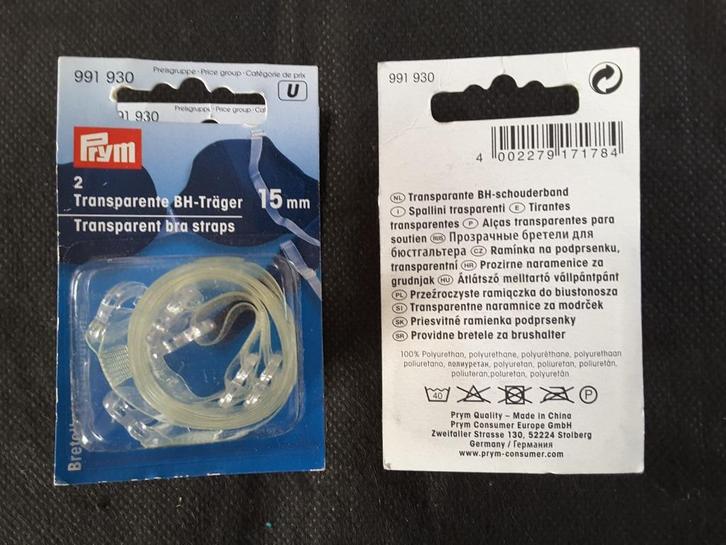 991 930
Preisgruppe · Price group · Catégorie de prix
U
91 930
Preisgruppe · Price group · Cat
Prym
2
Transparente BH-Träger 15 mm
Transparent bra straps
Bretell
991 930
4 002279 171784
NL Transparante BH-schouderband
I Spallini trasparenti E Tirantes
transparentes P Alças transparentes para
soutien RUS Прозрачные бретели для
бюстгальтера CZ Ramínka na podprsenku,
transparentní HR Prozirne naramenice za
grudnjak HU Átlátszó melltartó vállpántpánt
PL Przeźroczyste ramiączka do biustonosza
SI Transparentne naramnice za modrček
SK Priesvitné ramienka podprsenky
SR Providne bretele za brushalter
100% Polyurethan, polyurethane, polyuréthane, polyurethaan
poliuretano, полиуретан, polyuretan, poliuretan, poliuretán,
poliuteran,poluretan, polyuretán
40 P
Prym Quality – Made in China
Prym Consumer Europe GmbH
Zweifaller Strasse 130, 52224 Stolberg
Germany / Германия
www.prym-consumer.com